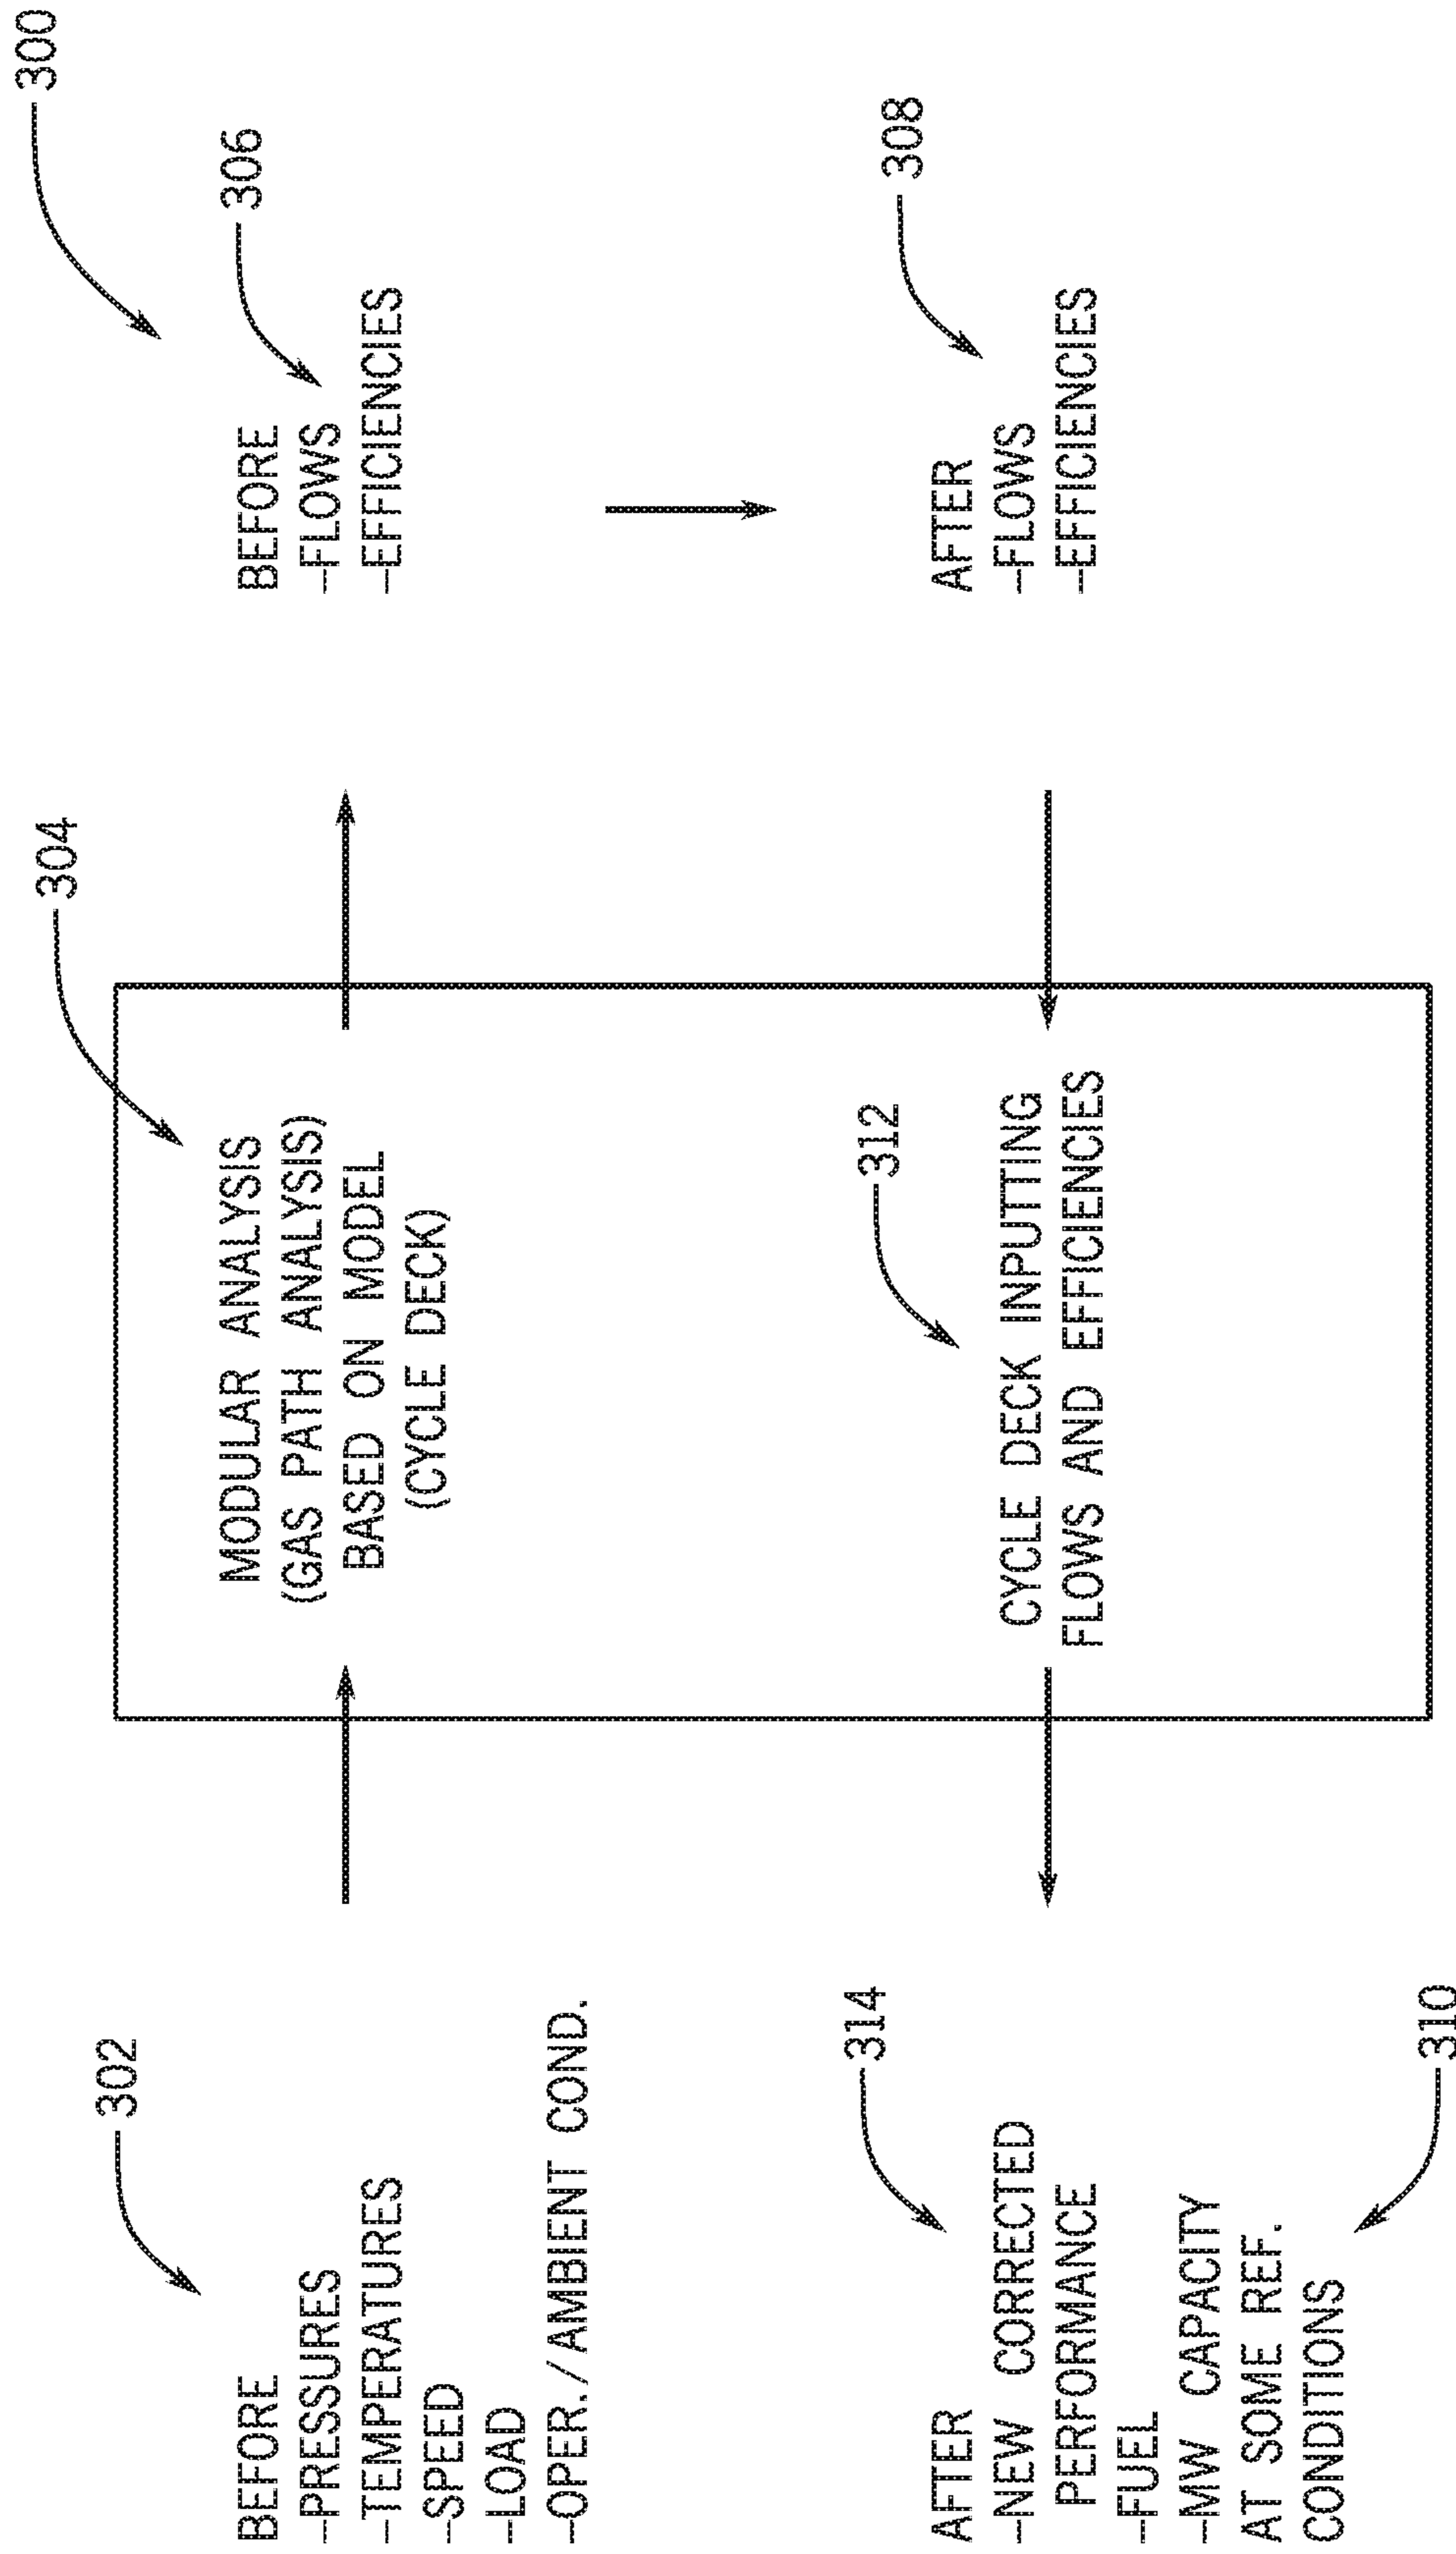 300
302
BEFORE
-PRESSURES
-TEMPERATURES
-SPEED
-LOAD
-OPER./AMBIENT COND.
304
MODULAR ANALYSIS
(GAS PATH ANALYSIS)
BASED ON MODEL
(CYCLE DECK)
306
BEFORE
-FLOWS
-EFFICIENCIES
308
AFTER
-FLOWS
-EFFICIENCIES
312
CYCLE DECK INPUTTING
FLOWS AND EFFICIENCIES
314
AFTER
-NEW CORRECTED
PERFORMANCE
-FUEL
-MW CAPACITY
AT SOME REF.
CONDITIONS
310